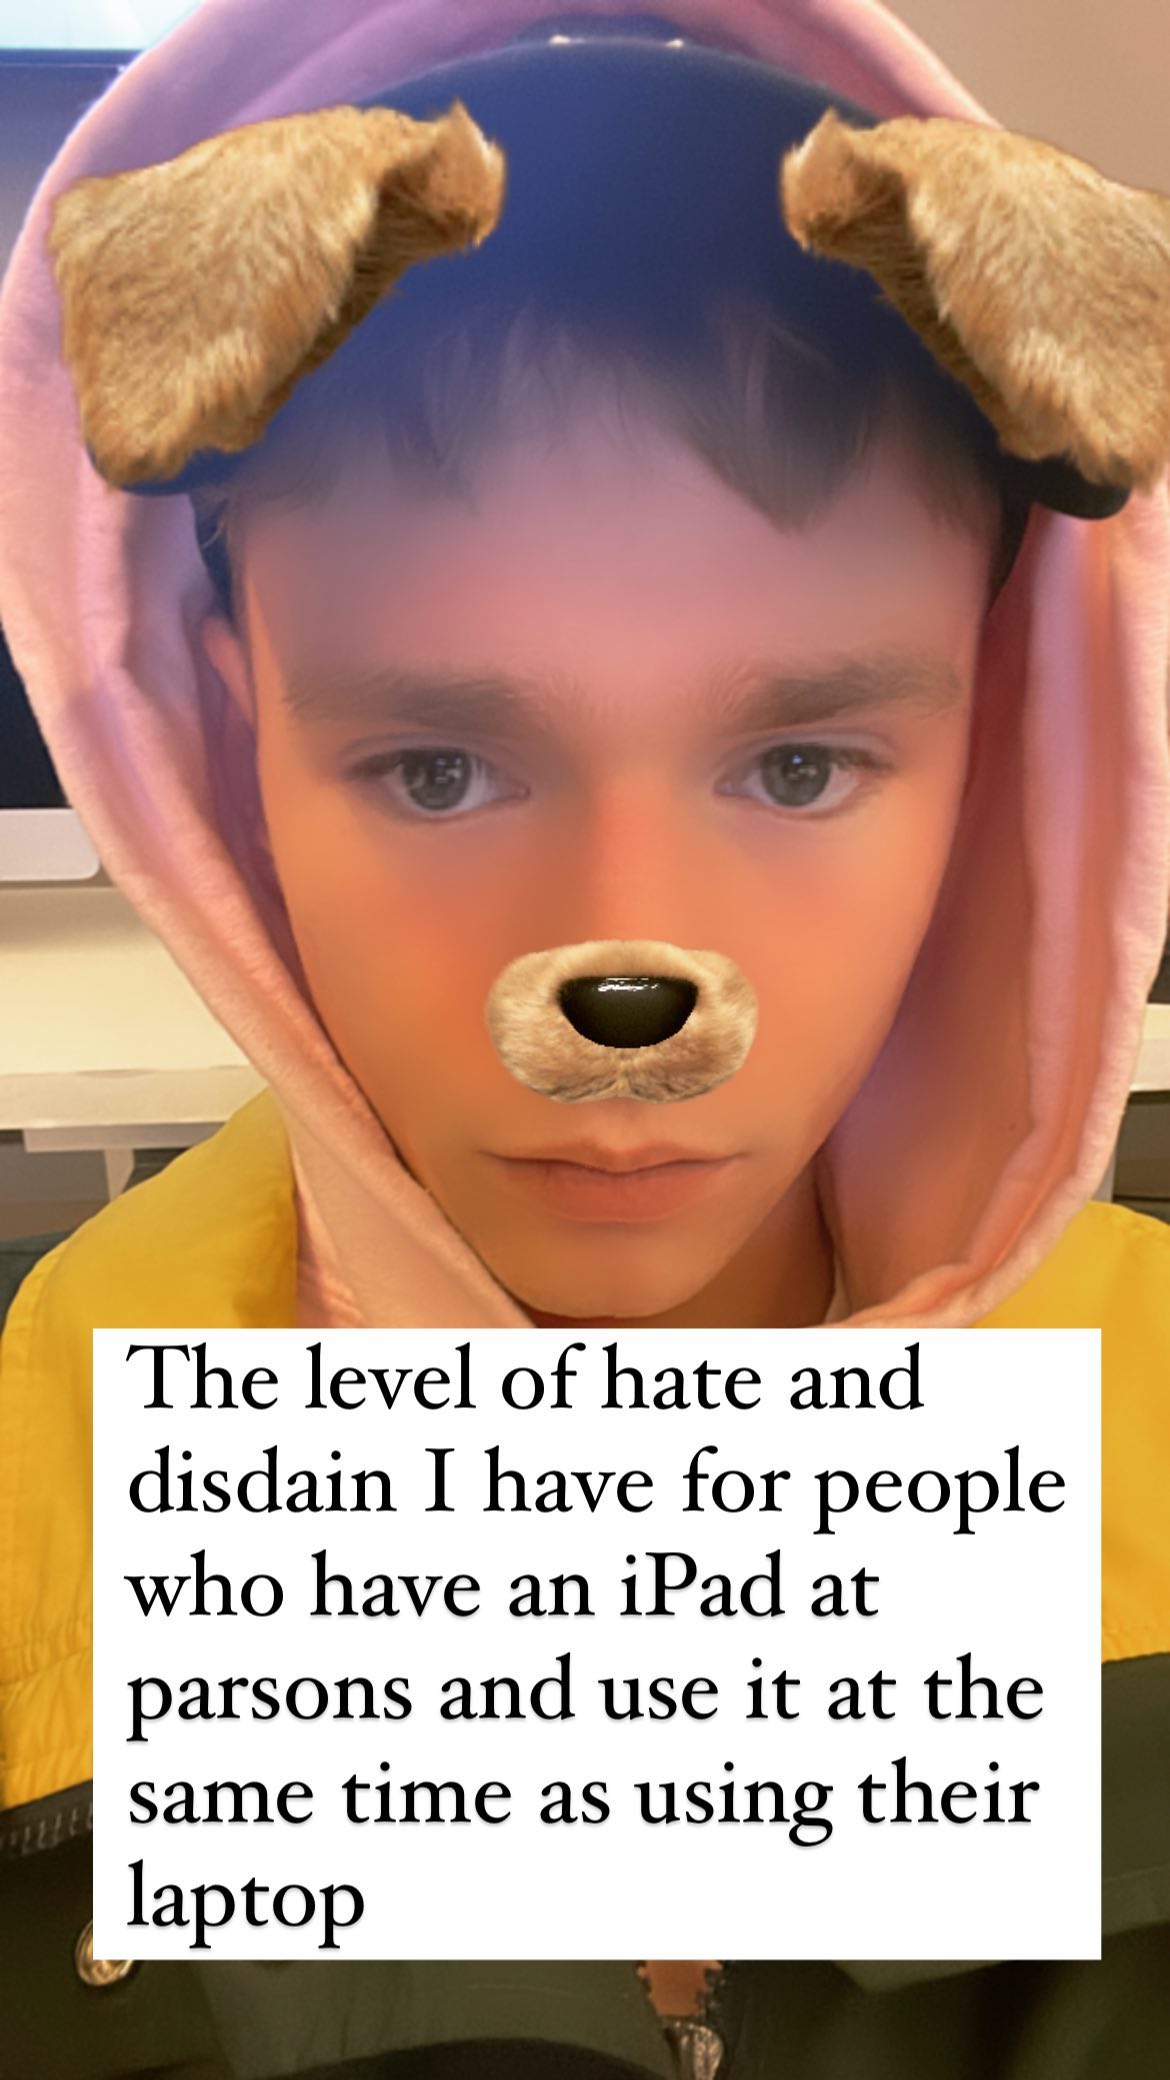 The level of hate and
disdain I have for people
who have an iPad at
parsons and use it at the
same time as using their
laptop